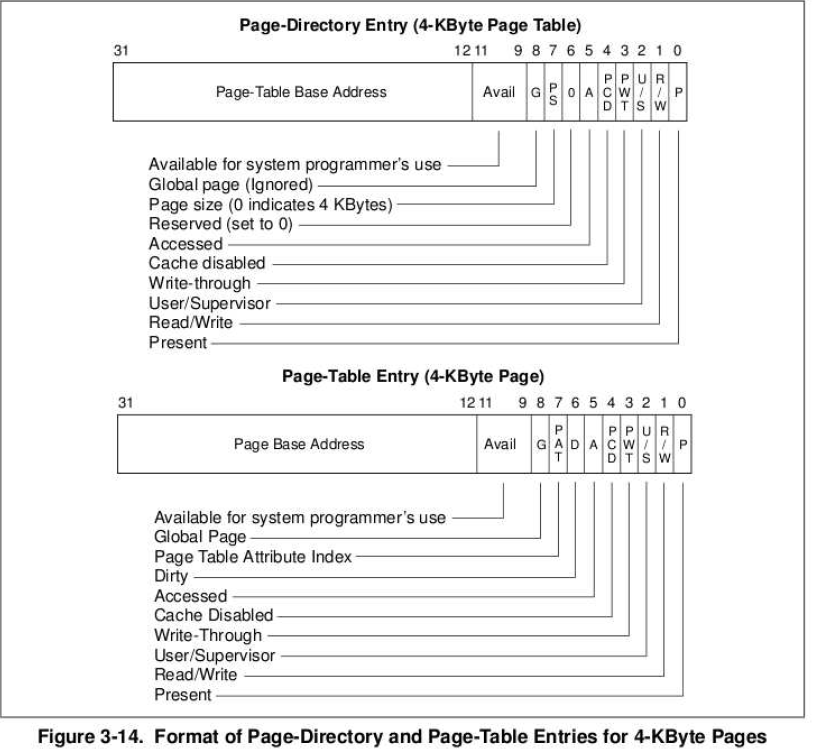 Page-Directory Entry (4-KByte Page Table)
31 12 11 9 8 7 6 5 4 3 2 1 0
Page-Table Base Address Avail G PS 0 A PCD PWT U/S R/W P
Available for system programmer's use
Global page (Ignored)
Page size (0 indicates 4 KBytes)
Reserved (set to 0)
Accessed
Cache disabled
Write-through
User/Supervisor
Read/Write
Present
Page-Table Entry (4-KByte Page)
31 12 11 9 8 7 6 5 4 3 2 1 0
Page Base Address Avail G PAT D A PCD PWT U/S R/W P
Available for system programmer's use
Global Page
Page Table Attribute Index
Dirty
Accessed
Cache Disabled
Write-Through
User/Supervisor
Read/Write
Present
Figure 3-14. Format of Page-Directory and Page-Table Entries for 4-KByte Pages